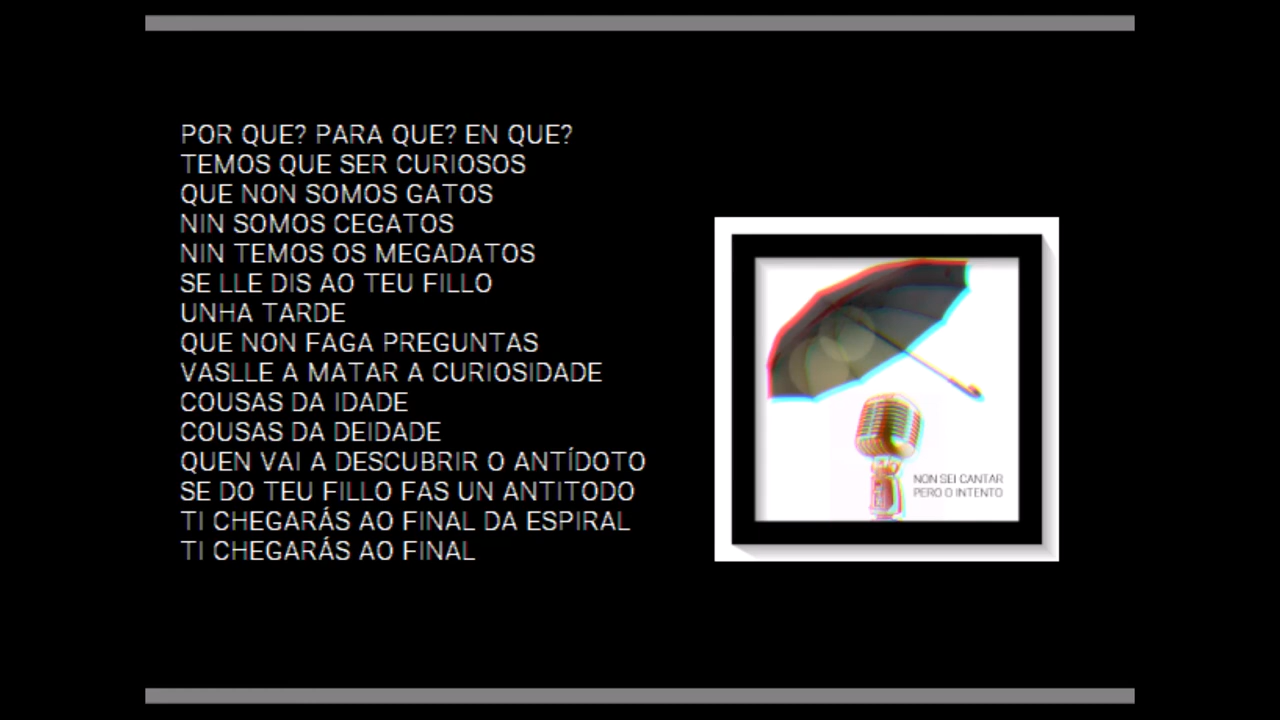 POR QUE? PARA QUE? EN QUE?
TEMOS QUE SER CURIOSOS
QUE NON SOMOS GATOS
NIN SOMOS CEGATOS
NIN TEMOS OS MEGADATOS
SE LLE DIS AO TEU FILLO
UNHA TARDE
QUE NON FAGA PREGUNTAS
VASLLE A MATAR A CURIOSIDADE
COUSAS DA IDADE
COUSAS DA DEIDADE
QUEN VAI A DESCUBRIR O ANTÍDOTO
SE DO TEU FILLO FAS UN ANTITODO
TI CHEGARÁS AO FINAL DA ESPIRAL
TI CHEGARÁS AO FINAL
NON SEI CANTAR
PERO O INTENTO